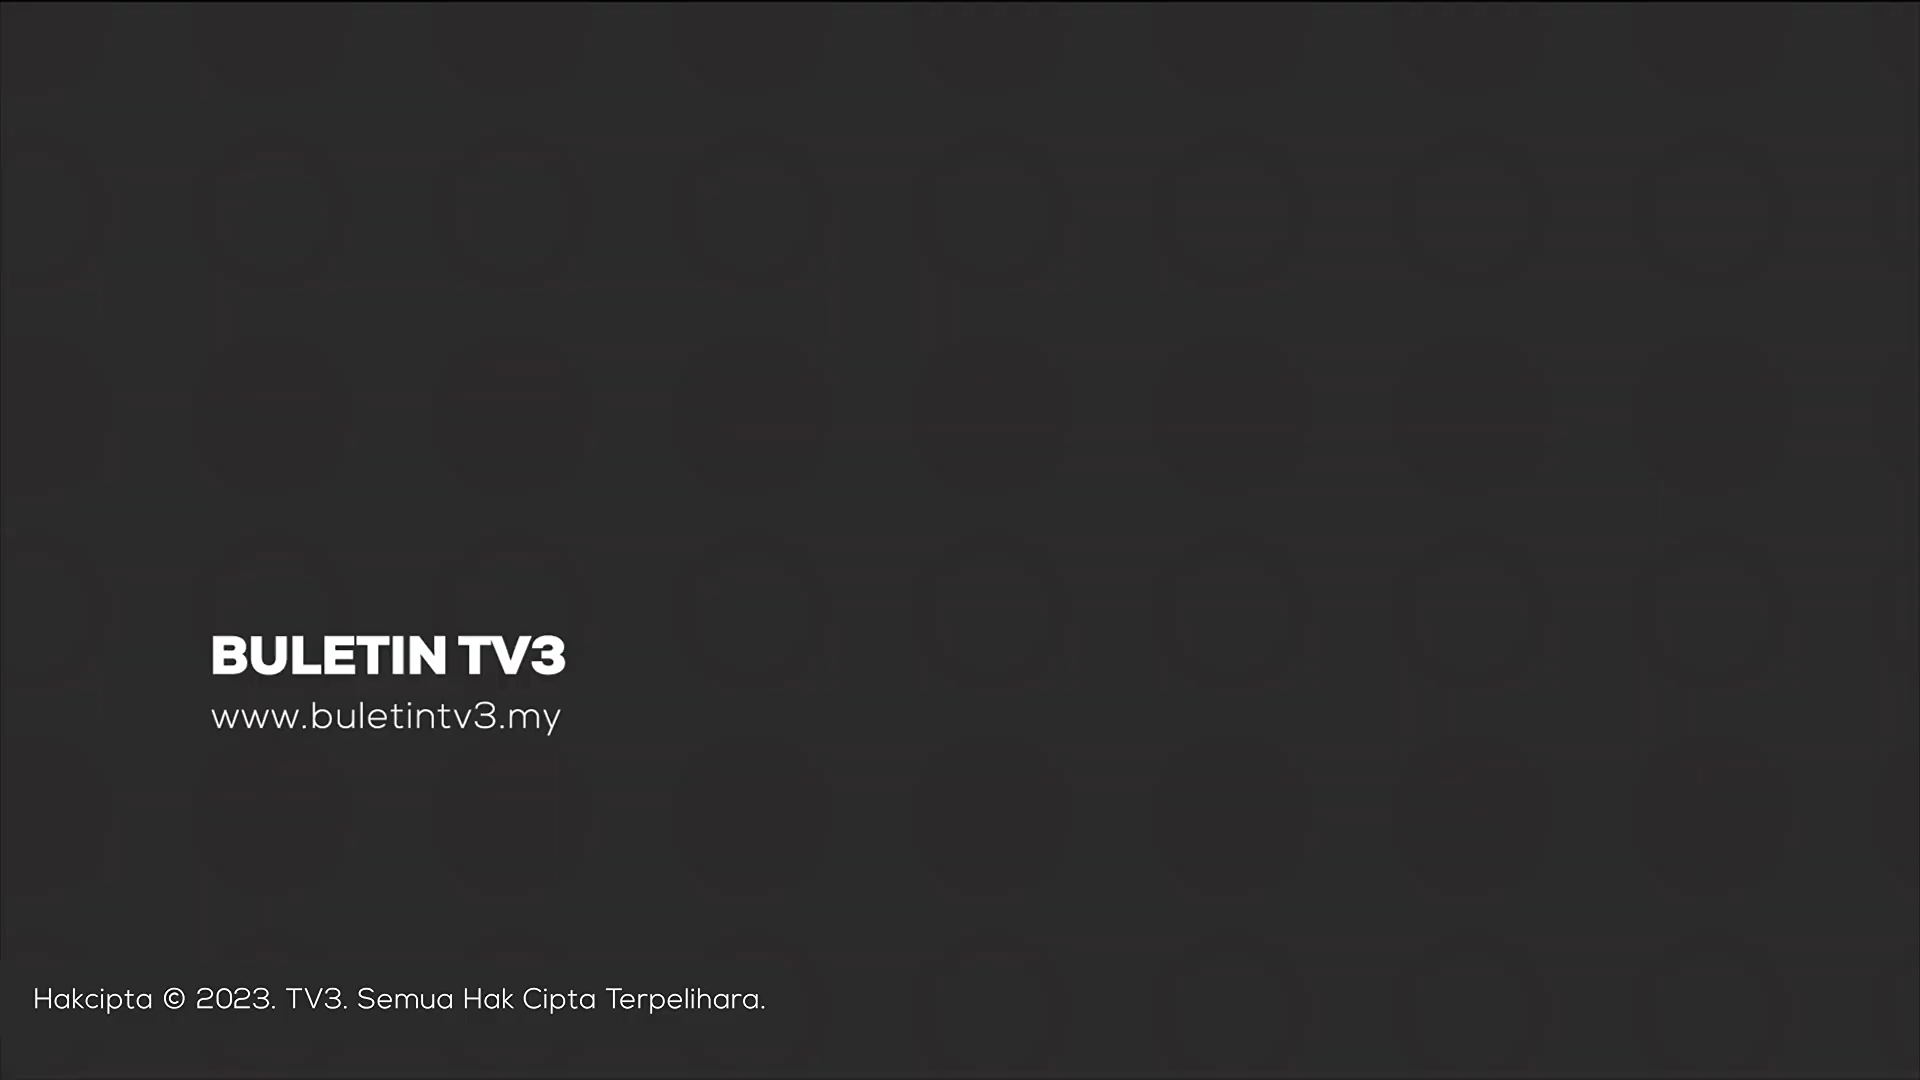 BULETIN TV3
www.buletintv3.my
Hakcipta © 2023. TV3. Semua Hak Cipta Terpelihara.